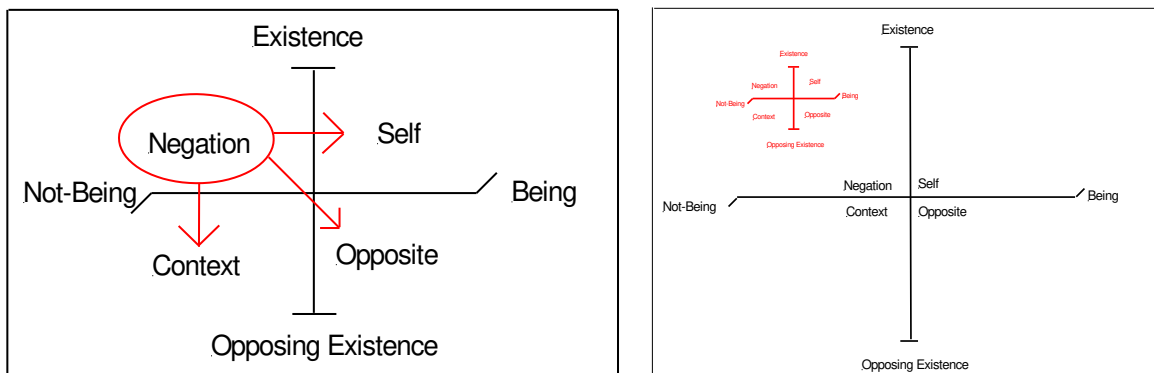 Existence
Negation
Self
Not-Being
Being
Context
Opposite
Opposing Existence
Existence
Existence
Negation
Self
Not-Being
Being
Context
Opposite
Opposing Existence
Negation
Self
Not-Being
Being
Context
Opposite
Opposing Existence